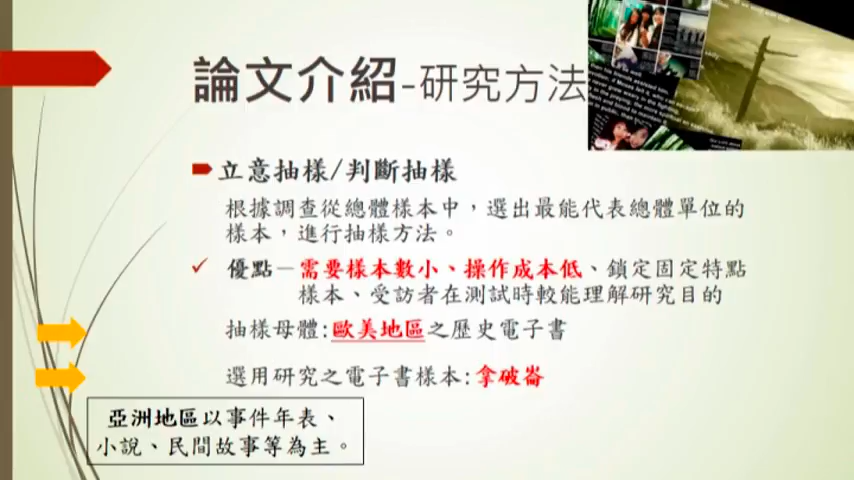 論文介紹-研究方法
立意抽樣/判斷抽樣
根據調查從總體樣本中，選出最能代表總體單位的
樣本，進行抽樣方法。
優點－需要樣本數小、操作成本低、鎖定固定特點
樣本、受訪者在測試時較能理解研究目的
抽樣母體:歐美地區之歷史電子書
選用研究之電子書樣本:拿破崙
亞洲地區以事件年表、
小說、民間故事等為主。